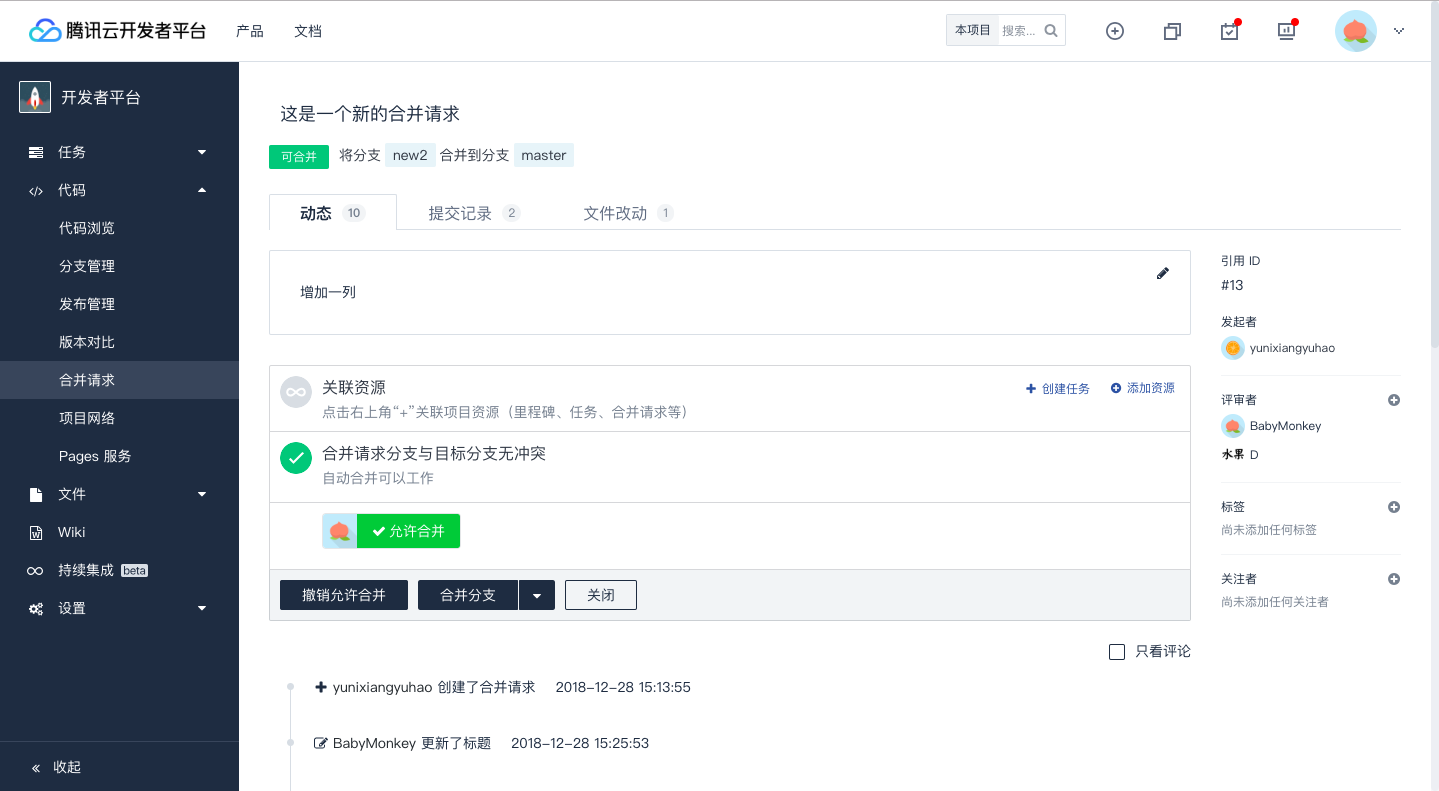 腾讯云开发者平台 产品 文档 本项目 搜索...
开发者平台
任务
代码
代码浏览
分支管理
发布管理
版本对比
合并请求
项目网络
Pages 服务
文件
Wiki
持续集成 beta
设置
收起
这是一个新的合并请求
可合并 将分支 new2 合并到分支 master
动态 10 提交记录 2 文件改动 1
增加一列
关联资源 创建任务 添加资源
点击右上角“+”关联项目资源（里程碑、任务、合并请求等）
合并请求分支与目标分支无冲突
自动合并可以工作
允许合并
撤销允许合并 合并分支 关闭
只看评论
yunixiangyuhao 创建了合并请求 2018-12-28 15:13:55
BabyMonkey 更新了标题 2018-12-28 15:25:53
引用 ID
#13
发起者
yunixiangyuhao
评审者
BabyMonkey
水果 D
标签
尚未添加任何标签
关注者
尚未添加任何关注者